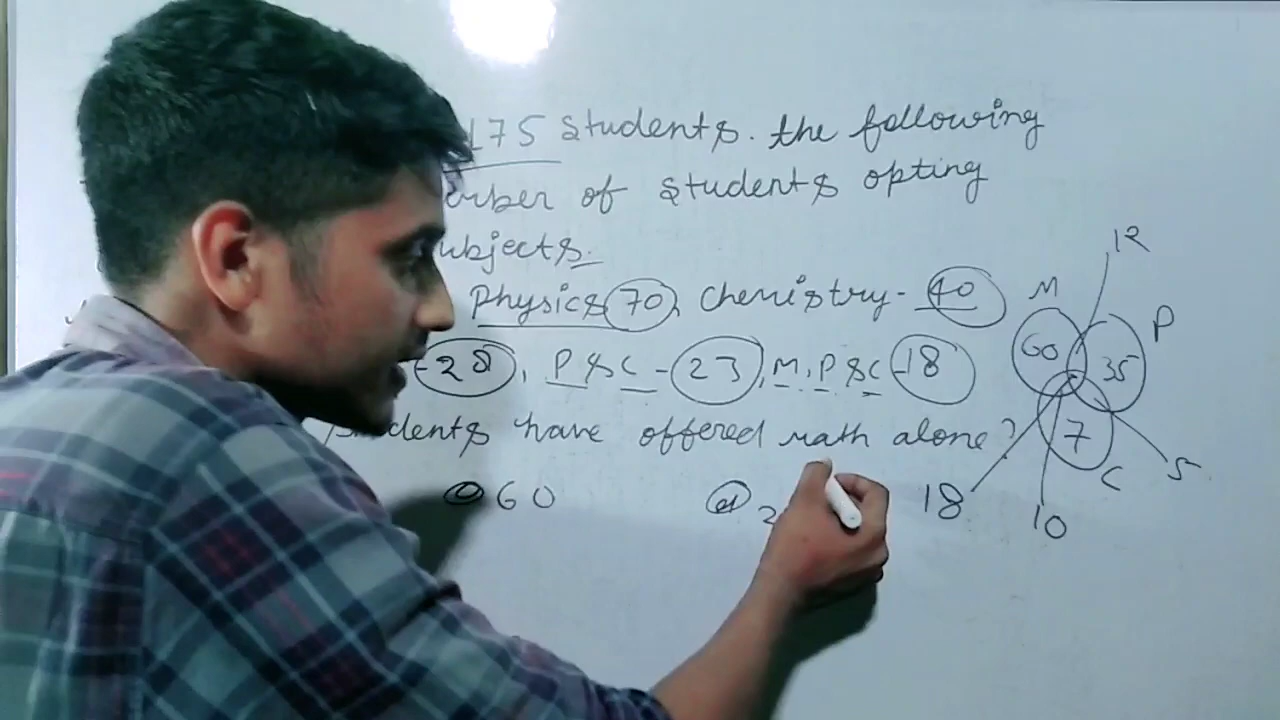 175 students. the following
of students opting
Physics 70, Chemistry- 40
-28, P & C - 23, M, P & C -18
have offered math alone?
60
12
M
P
60
35
7
C
5
18
10